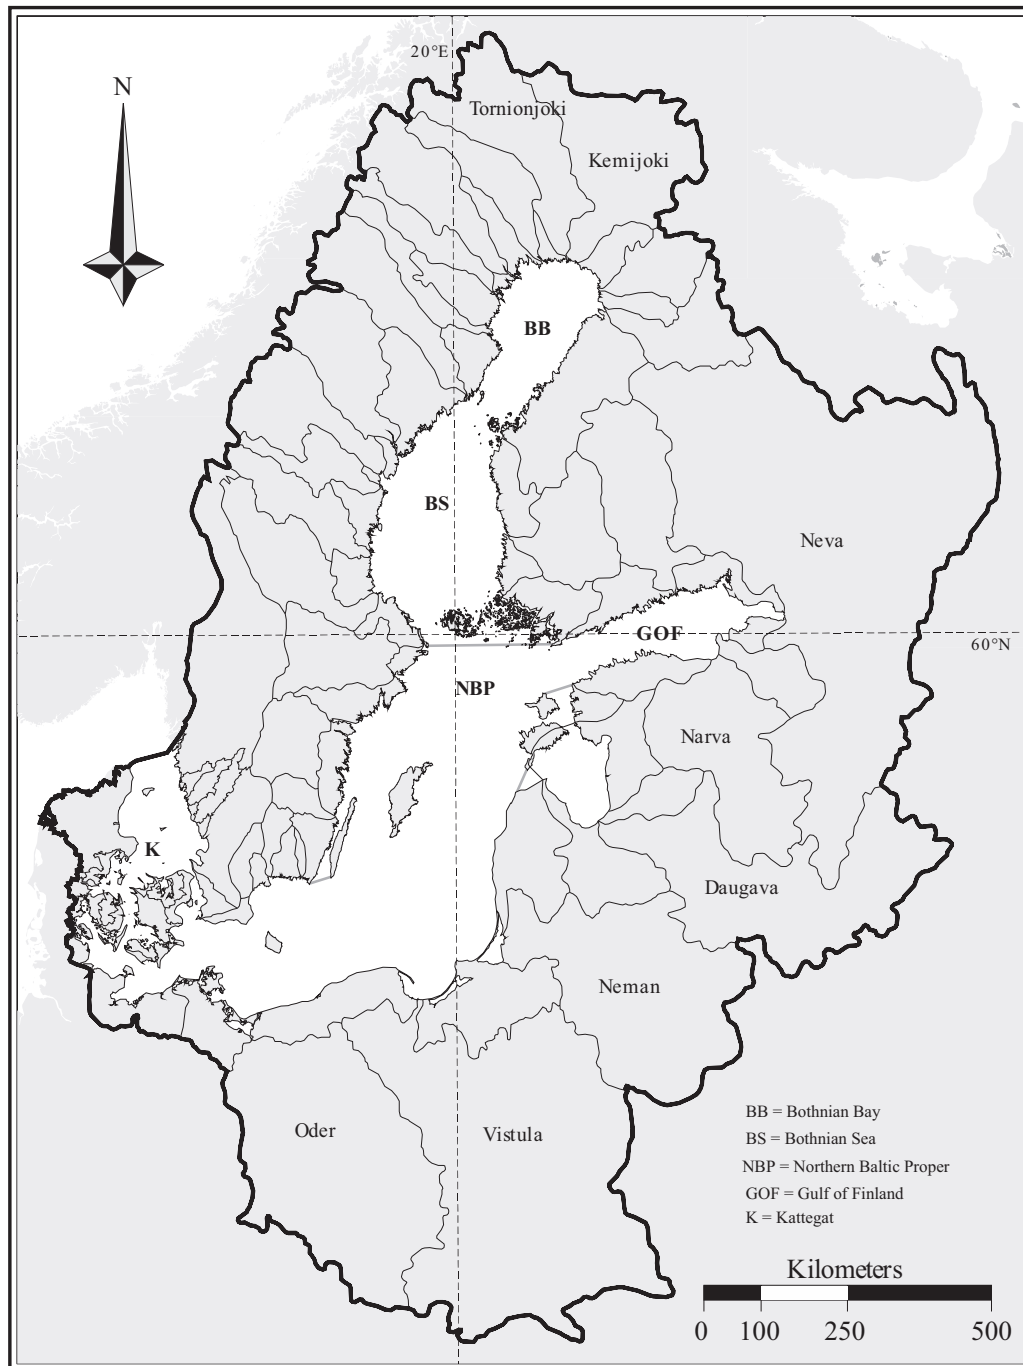 20°E
N
Tornionjoki
Kemijoki
BB
BS
Neva
GOF
60°N
NBP
Narva
K
Daugava
Neman
Oder
Vistula
BB = Bothnian Bay
BS = Bothnian Sea
NBP = Northern Baltic Proper
GOF = Gulf of Finland
K = Kattegat
Kilometers
0 100 250 500